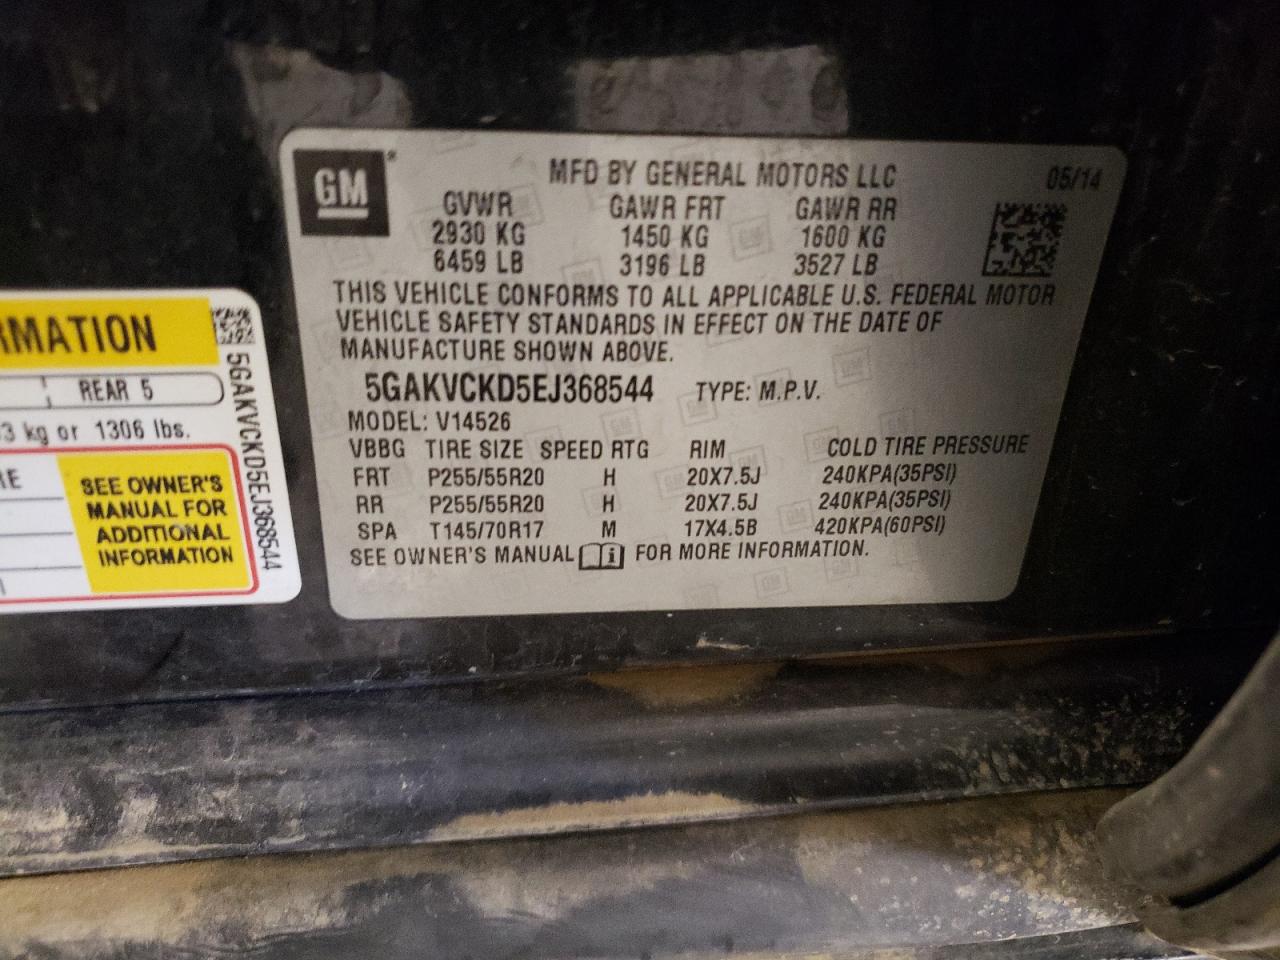 GM
MFD BY GENERAL MOTORS LLC 05/14
GVWR GAWR FRT GAWR RR
2930 KG 1450 KG 1600 KG
6459 LB 3196 LB 3527 LB
THIS VEHICLE CONFORMS TO ALL APPLICABLE U.S. FEDERAL MOTOR
VEHICLE SAFETY STANDARDS IN EFFECT ON THE DATE OF
MANUFACTURE SHOWN ABOVE.
5GAKVCKD5EJ368544 TYPE: M.P.V.
MODEL: V14526
VBBG TIRE SIZE SPEED RTG RIM COLD TIRE PRESSURE
FRT P255/55R20 H 20X7.5J 240KPA(35PSI)
RR P255/55R20 H 20X7.5J 240KPA(35PSI)
SPA T145/70R17 M 17X4.5B 420KPA(60PSI)
SEE OWNER'S MANUAL FOR MORE INFORMATION.
RMATION
REAR 5
3 kg or 1306 lbs.
RE
SEE OWNER'S
MANUAL FOR
ADDITIONAL
INFORMATION
5GAKVCKD5EJ368544